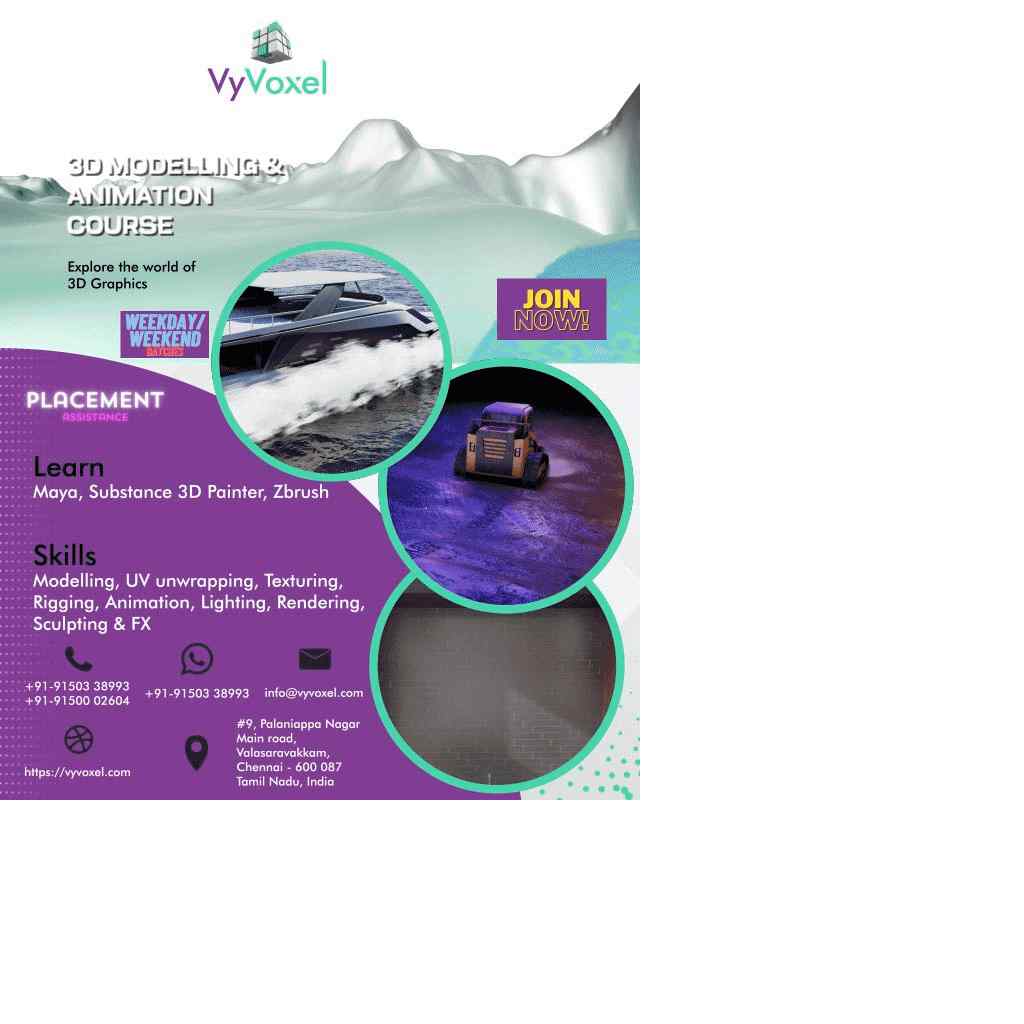 VyVoxel
3D MODELLING &
ANIMATION
COURSE
Explore the world of
3D Graphics
JOIN
NOW!
WEEKDAY/
WEEKEND
BATCHES
PLACEMENT
ASSISTANCE
Learn
Maya, Substance 3D Painter, Zbrush
Skills
Modelling, UV unwrapping, Texturing,
Rigging, Animation, Lighting, Rendering,
Sculpting & FX
+91-91503 38993
+91-91500 02604
+91-91503 38993
info@vyvoxel.com
https://vyvoxel.com
#9, Palaniappa Nagar
Main road,
Valasaravakkam,
Chennai - 600 087
Tamil Nadu, India